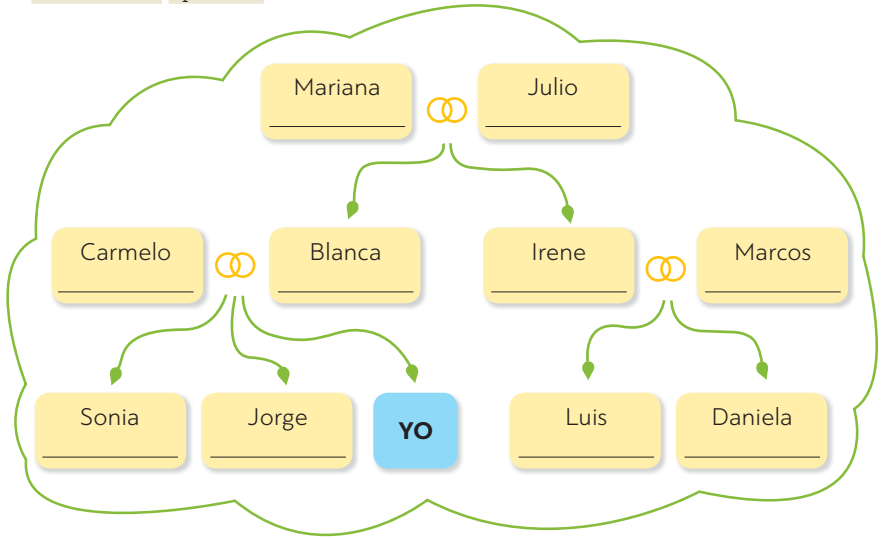 Mariana
Julio
Carmelo
Blanca
Irene
Marcos
Sonia
Jorge
YO
Luis
Daniela